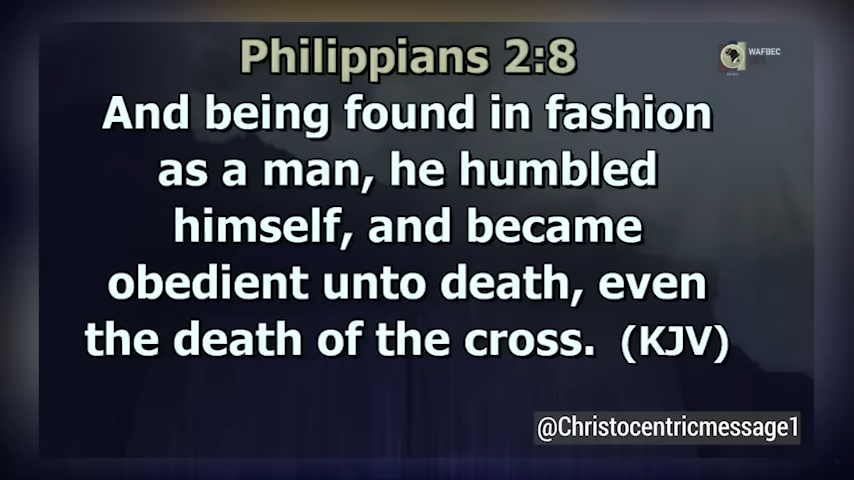 Philippians 2:8
WAFBEC
And being found in fashion
as a man, he humbled
himself, and became
obedient unto death, even
the death of the cross. (KJV)
@Christocentricmessage1